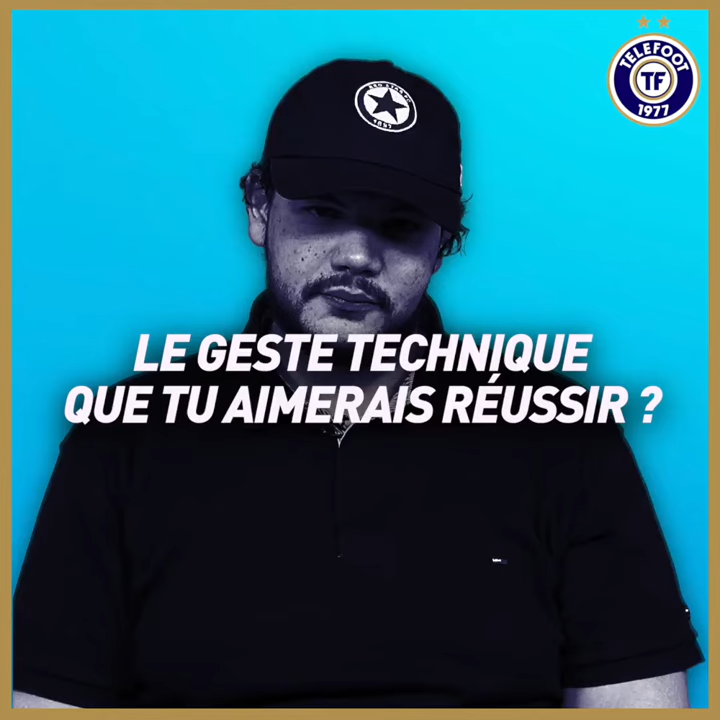 TELEFOOT
TF
1977
LE GESTE TECHNIQUE
QUE TU AIMERAIS RÉUSSIR ?